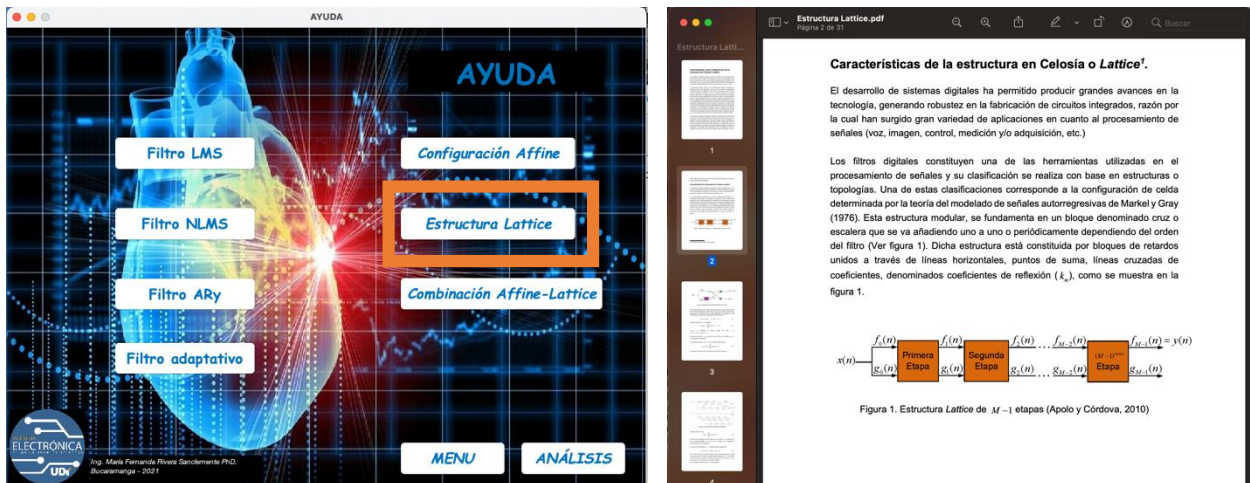 AYUDA
AYUDA
Filtro LMS
Configuración Affine
Filtro NLMS
Estructura Lattice
Filtro ARy
Combinación Affine-Lattice
Filtro adaptativo
ELECTRÓNICA
UDi
Ing. María Fernanda Rivera Sanclemente PhD.
Bucaramanga - 2021
MENU
ANÁLISIS
Estructura Lattice.pdf
Página 2 de 31
Buscar
Estructura Latti...
1
2
3
4
Características de la estructura en Celosía o Lattice¹.
El desarrollo de sistemas digitales ha permitido producir grandes avances en la
tecnología, generando robustez en la fabricación de circuitos integrados, razón por
la cual han surgido gran variedad de aplicaciones en cuanto al procesamiento de
señales (voz, imagen, control, medición y/o adquisición, etc.)
Los filtros digitales constituyen una de las herramientas utilizadas en el
procesamiento de señales y su clasificación se realiza con base en estructuras o
topologías. Una de estas clasificaciones corresponde a la configuración de celda
determinada por la teoría del modelado de señales autorregresivas de Markel y Gray
(1976). Esta estructura modular, se fundamenta en un bloque denominado cruz o
escalera que se va añadiendo uno a uno o periódicamente dependiendo del orden
del filtro (Ver figura 1). Dicha estructura está constituida por bloques de retardos
unidos a través de líneas horizontales, puntos de suma, líneas cruzadas de
coeficientes, denominados coeficientes de reflexión (k_m), como se muestra en la
figura 1.
f₀(n) f₁(n) f₂(n) ... f_{M-2}(n) f_{M-1}(n) = y(n)
x(n) Primera Etapa Segunda Etapa Etapa
g₀(n) g₁(n) g₂(n) ... g_{M-2}(n) g_{M-1}(n)
Figura 1. Estructura Lattice de M – 1 etapas (Apolo y Córdova, 2010)